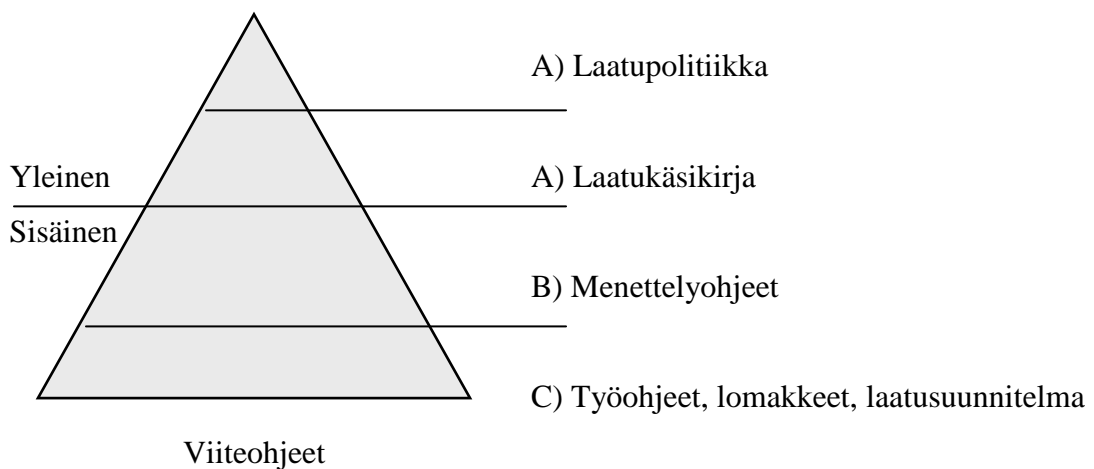 A) Laatupolitiikka
Yleinen
A) Laatukäsikirja
Sisäinen
B) Menettelyohjeet
C) Työohjeet, lomakkeet, laatusuunnitelma
Viiteohjeet